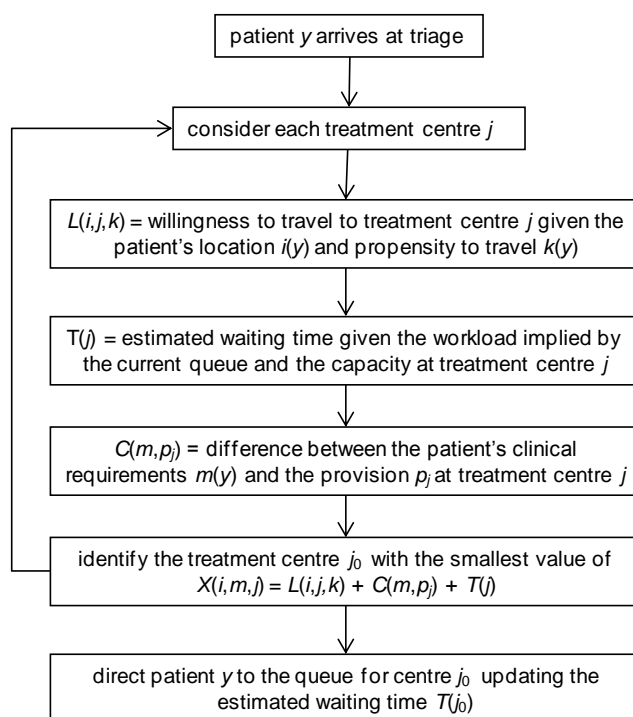 patient y arrives at triage
consider each treatment centre j
L(i,j,k) = willingness to travel to treatment centre j given the
patient's location i(y) and propensity to travel k(y)
T(j) = estimated waiting time given the workload implied by
the current queue and the capacity at treatment centre j
C(m,pj) = difference between the patient's clinical
requirements m(y) and the provision pj at treatment centre j
identify the treatment centre j0 with the smallest value of
X(i,m,j) = L(i,j,k) + C(m,pj) + T(j)
direct patient y to the queue for centre j0 updating the
estimated waiting time T(j0)